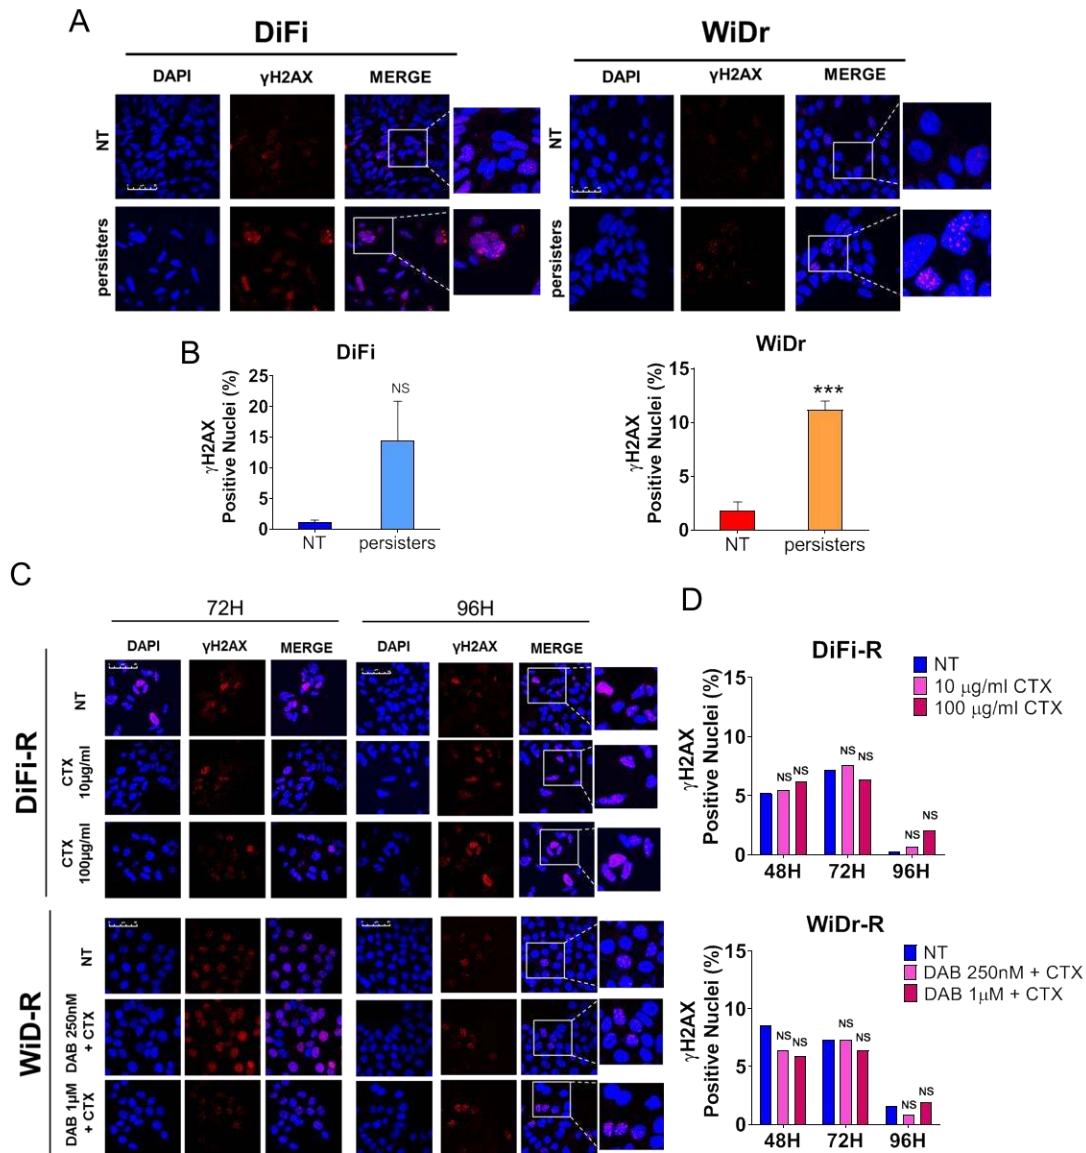 A
DiFi
WiDr
DAPI γH2AX MERGE
DAPI γH2AX MERGE
NT
NT
persisters
persisters
B
DiFi
γH2AX
Positive Nuclei (%)
25
20
15
10
5
0
NS
NT persisters
WiDr
γH2AX
Positive Nuclei (%)
15
10
5
0
***
NT persisters
C
72H 96H
DAPI γH2AX MERGE DAPI γH2AX MERGE
DiFi-R
NT
CTX
10µg/ml
CTX
100µg/ml
WiD-R
NT
DAB 250nM
+ CTX
DAB 1µM
+ CTX
D
DiFi-R
NT
10 µg/ml CTX
100 µg/ml CTX
γH2AX
Positive Nuclei (%)
15
10
5
0
NS NS
NS NS
NS NS
48H 72H 96H
WiDr-R
NT
DAB 250nM + CTX
DAB 1µM + CTX
γH2AX
Positive Nuclei (%)
15
10
5
0
NS NS
NS NS
NS NS
48H 72H 96H